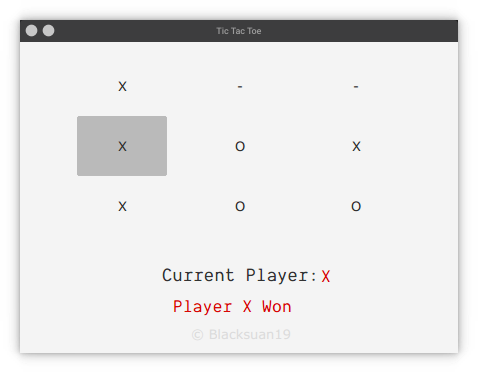 Tic Tac Toe
X - -
X O X
X O O
Current Player: X
Player X Won
© Blacksuan19